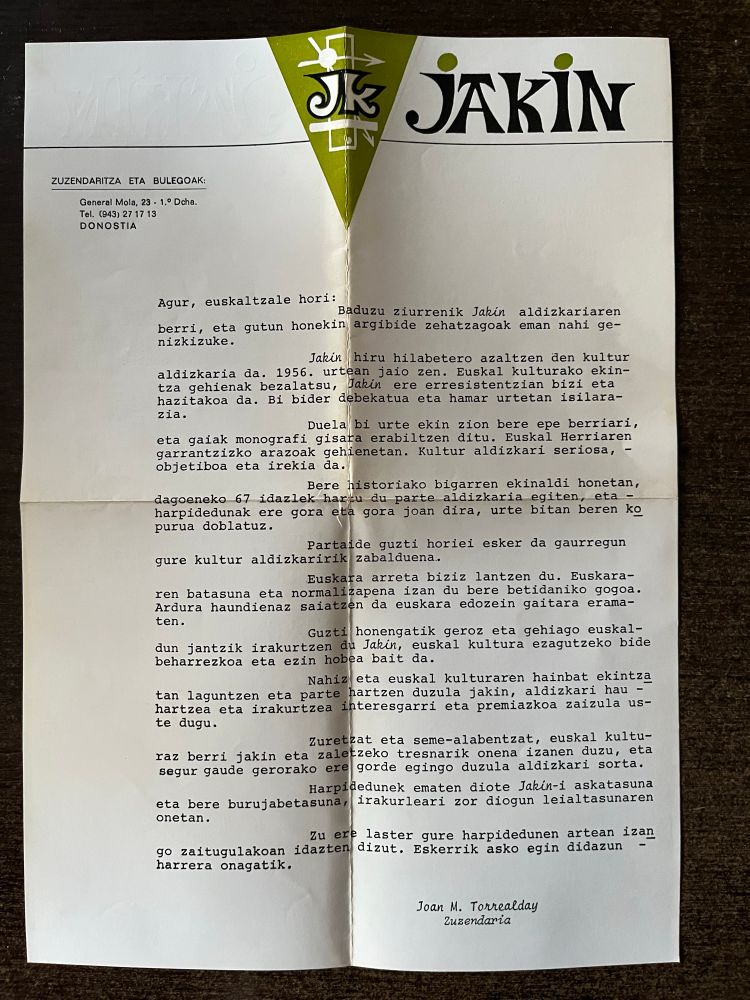 Jk JAKIN
ZUZENDARITZA ETA BULEGOAK:
General Mola, 23 - 1.º Dcha.
Tel. (943) 27 17 13
DONOSTIA
Agur, euskaltzale hori:
Baduzu ziurrenik Jakin aldizkariaren
berri, eta gutun honekin argibide zehatzagoak eman nahi ge-
nizkizuke.
Jakin hiru hilabetero azaltzen den kultur
aldizkaria da. 1956. urtean jaio zen. Euskal kulturako ekin-
tza gehienak bezalatsu, Jakin ere erresistentzian bizi eta
hazitakoa da. Bi bider debekatua eta hamar urtetan isilara-
zia.
Duela bi urte ekin zion bere epe berriari,
eta gaiak monografi gisara erabiltzen ditu. Euskal Herriaren
garrantzizko arazoak gehienetan. Kultur aldizkari seriosa, -
objetiboa eta irekia da.
Bere historiako bigarren ekinaldi honetan,
dagoeneko 67 idazlek hartu du parte aldizkaria egiten, eta -
harpidedunak ere gora eta gora joan dira, urte bitan beren ko
purua doblatuz.
Partaide guzti horiei esker da gaurregun
gure kultur aldizkaririk zabalduena.
Euskara arreta biziz lantzen du. Euskara-
ren batasuna eta normalizapena izan du bere betidaniko gogoa.
Ardura haundienaz saiatzen da euskara edozein gaitara erama-
ten.
Guzti honengatik geroz eta gehiago euskal-
dun jantzik irakurtzen du Jakin, euskal kultura ezagutzeko bide
beharrezkoa eta ezin hobea bait da.
Nahiz eta euskal kulturaren hainbat ekintza
tan laguntzen eta parte hartzen duzula jakin, aldizkari hau -
hartzea eta irakurtzea interesgarri eta premiazkoa zaizula us-
te dugu.
Zuretzat eta seme-alabentzat, euskal kultu-
raz berri jakin eta zaletzeko tresnarik onena izanen duzu, eta
segur gaude gerorako ere gorde egingo duzula aldizkari sorta.
Harpidedunek ematen diote Jakin-i askatasuna
eta bere burujabetasuna, irakurleari zor diogun leialtasunaren
onetan.
Zu ere laster gure harpidedunen artean izan
go zaitugulakoan idazten dizut. Eskerrik asko egin didazun -
harrera onagatik.
Joan M. Torrealday
Zuzendaria